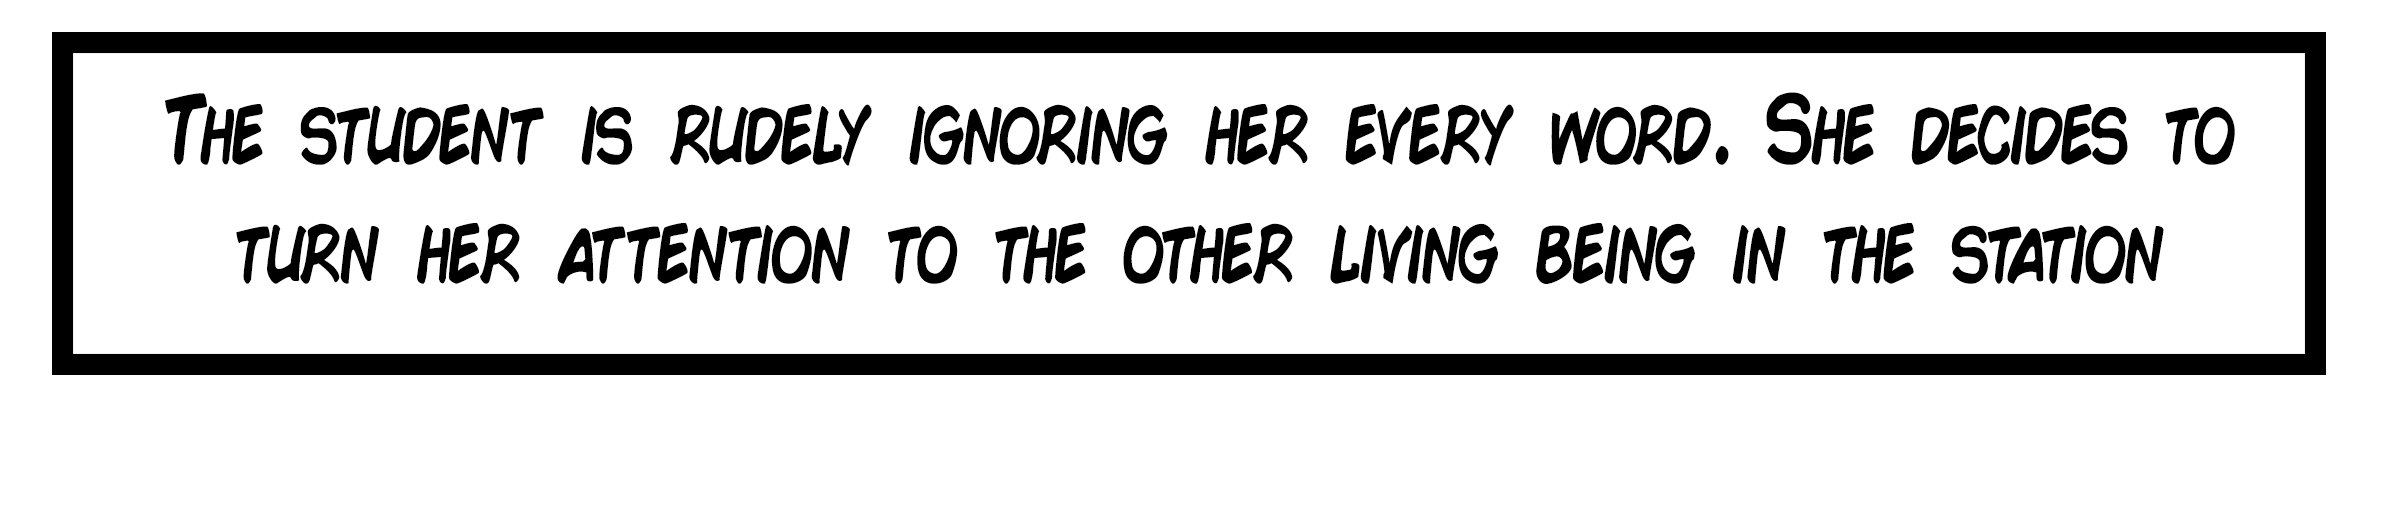 The student is rudely ignoring her every word. She decides to
turn her attention to the other living being in the station